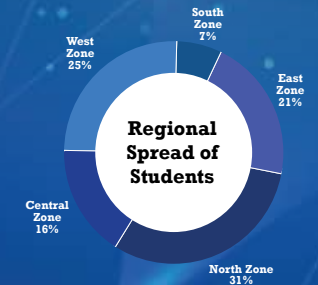 South
Zone
7%
West
Zone
25%
East
Zone
21%
Regional
Spread of
Students
Central
Zone
16%
North Zone
31%